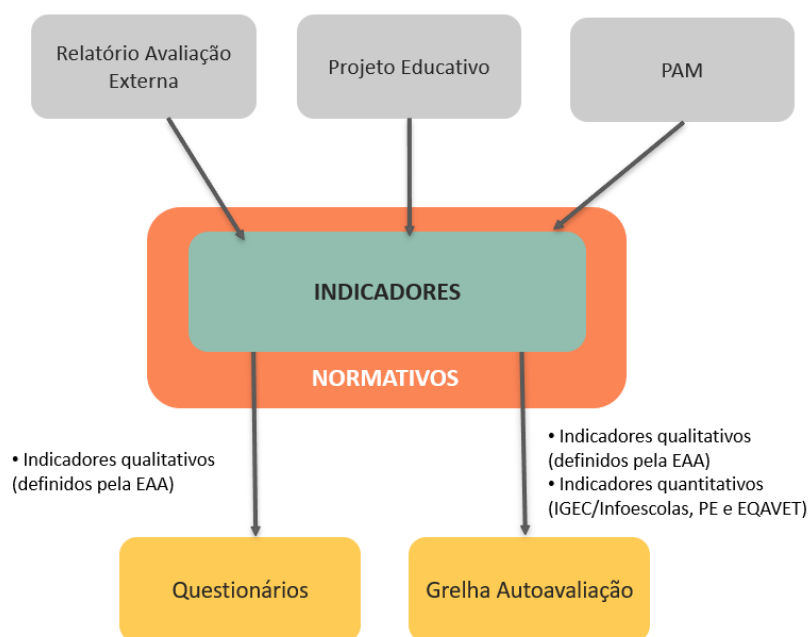 Relatório Avaliação
Externa
Projeto Educativo
PAM
INDICADORES
NORMATIVOS
• Indicadores qualitativos
(definidos pela EAA)
• Indicadores qualitativos
(definidos pela EAA)
• Indicadores quantitativos
(IGEC/Infoescolas, PE e EQAVET)
Questionários
Grelha Autoavaliação